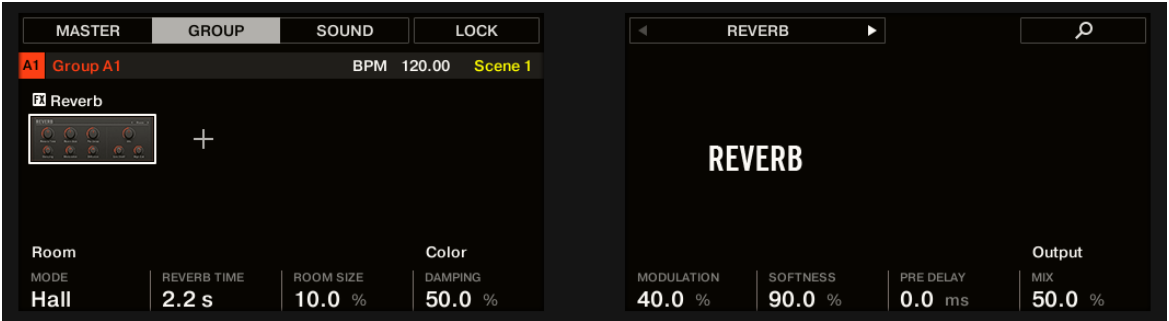 MASTER GROUP SOUND LOCK
A1 Group A1 BPM 120.00 Scene 1
FX Reverb
REVERB
Room Color
MODE REVERB TIME ROOM SIZE DAMPING
Hall 2.2 s 10.0 % 50.0 %
REVERB
REVERB
Output
MODULATION SOFTNESS PRE DELAY MIX
40.0 % 90.0 % 0.0 ms 50.0 %